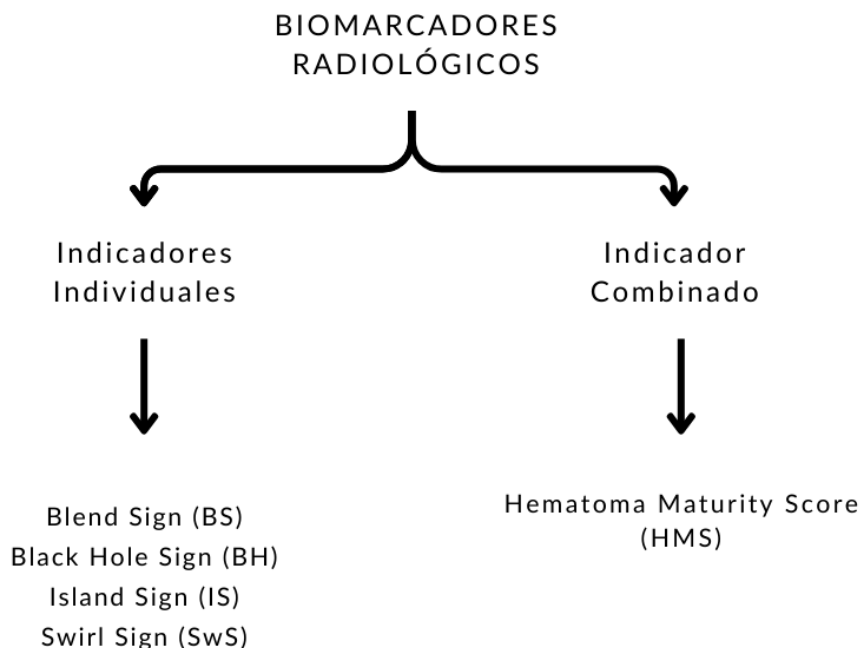 BIOMARCADORES
RADIOLÓGICOS
Indicadores
Individuales
Indicador
Combinado
Blend Sign (BS)
Black Hole Sign (BH)
Island Sign (IS)
Swirl Sign (SwS)
Hematoma Maturity Score
(HMS)